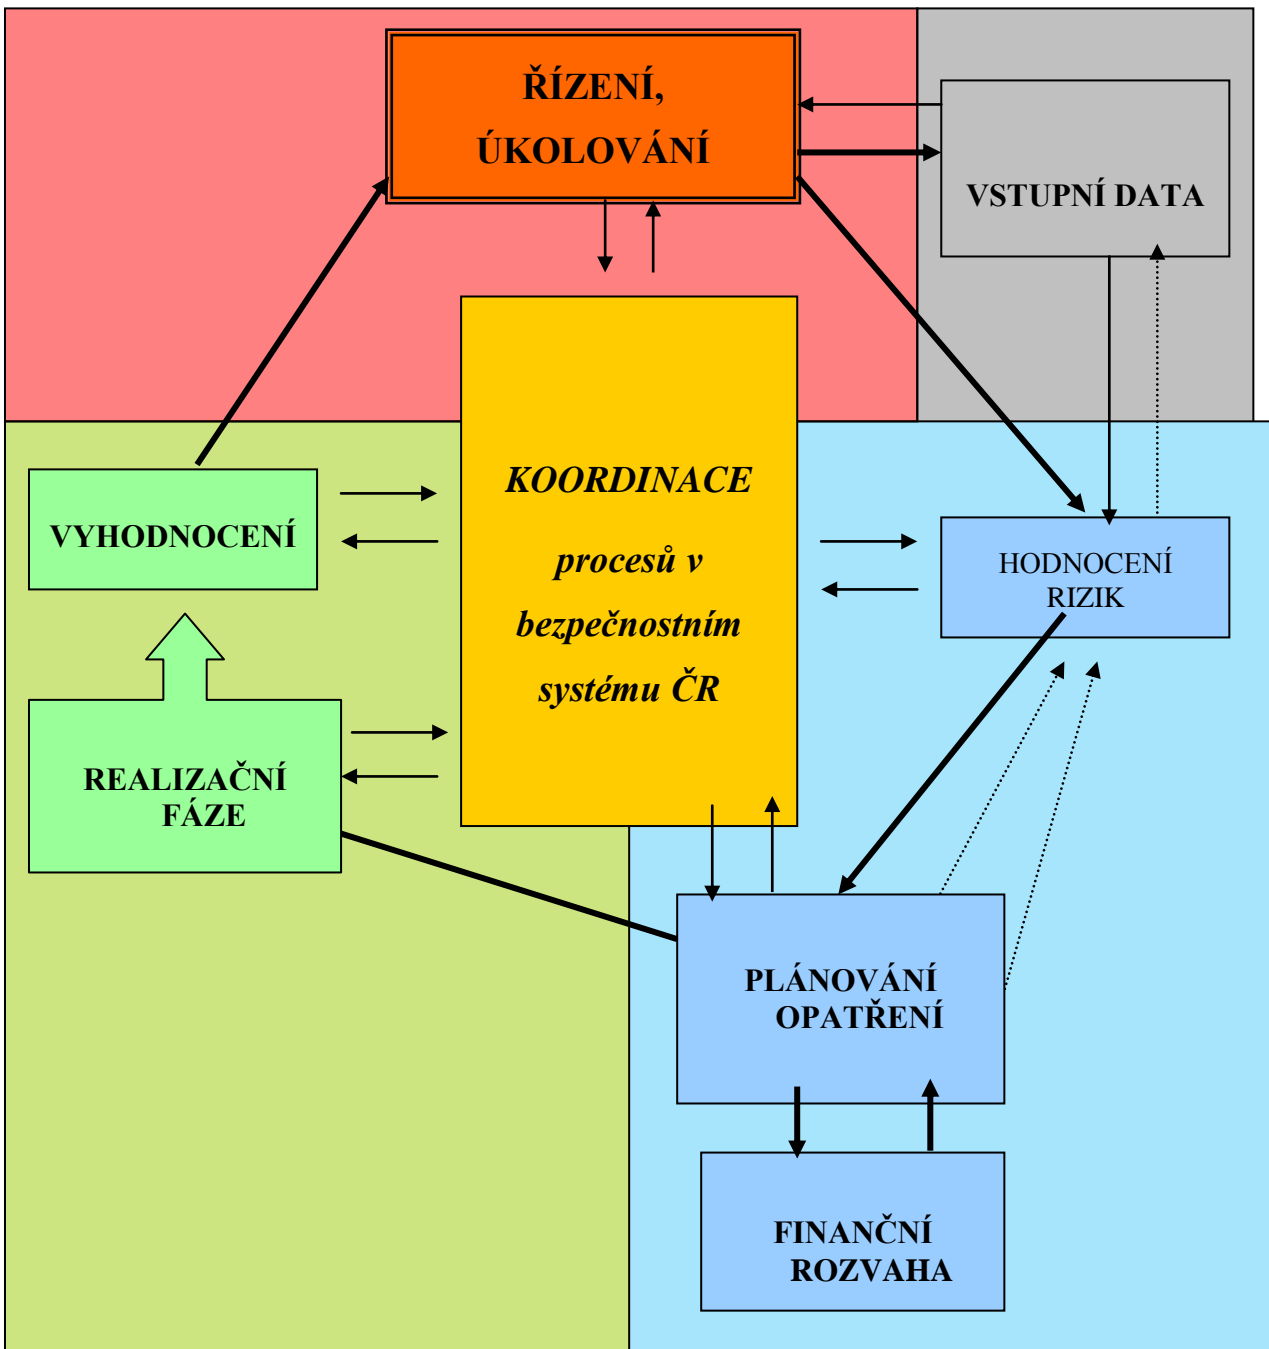 ŘÍZENÍ,
ÚKOLOVÁNÍ
VSTUPNÍ DATA
KOORDINACE
procesů v
bezpečnostním
systému ČR
VYHODNOCENÍ
HODNOCENÍ
RIZIK
REALIZAČNÍ
FÁZE
PLÁNOVÁNÍ
OPATŘENÍ
FINANČNÍ
ROZVAHA